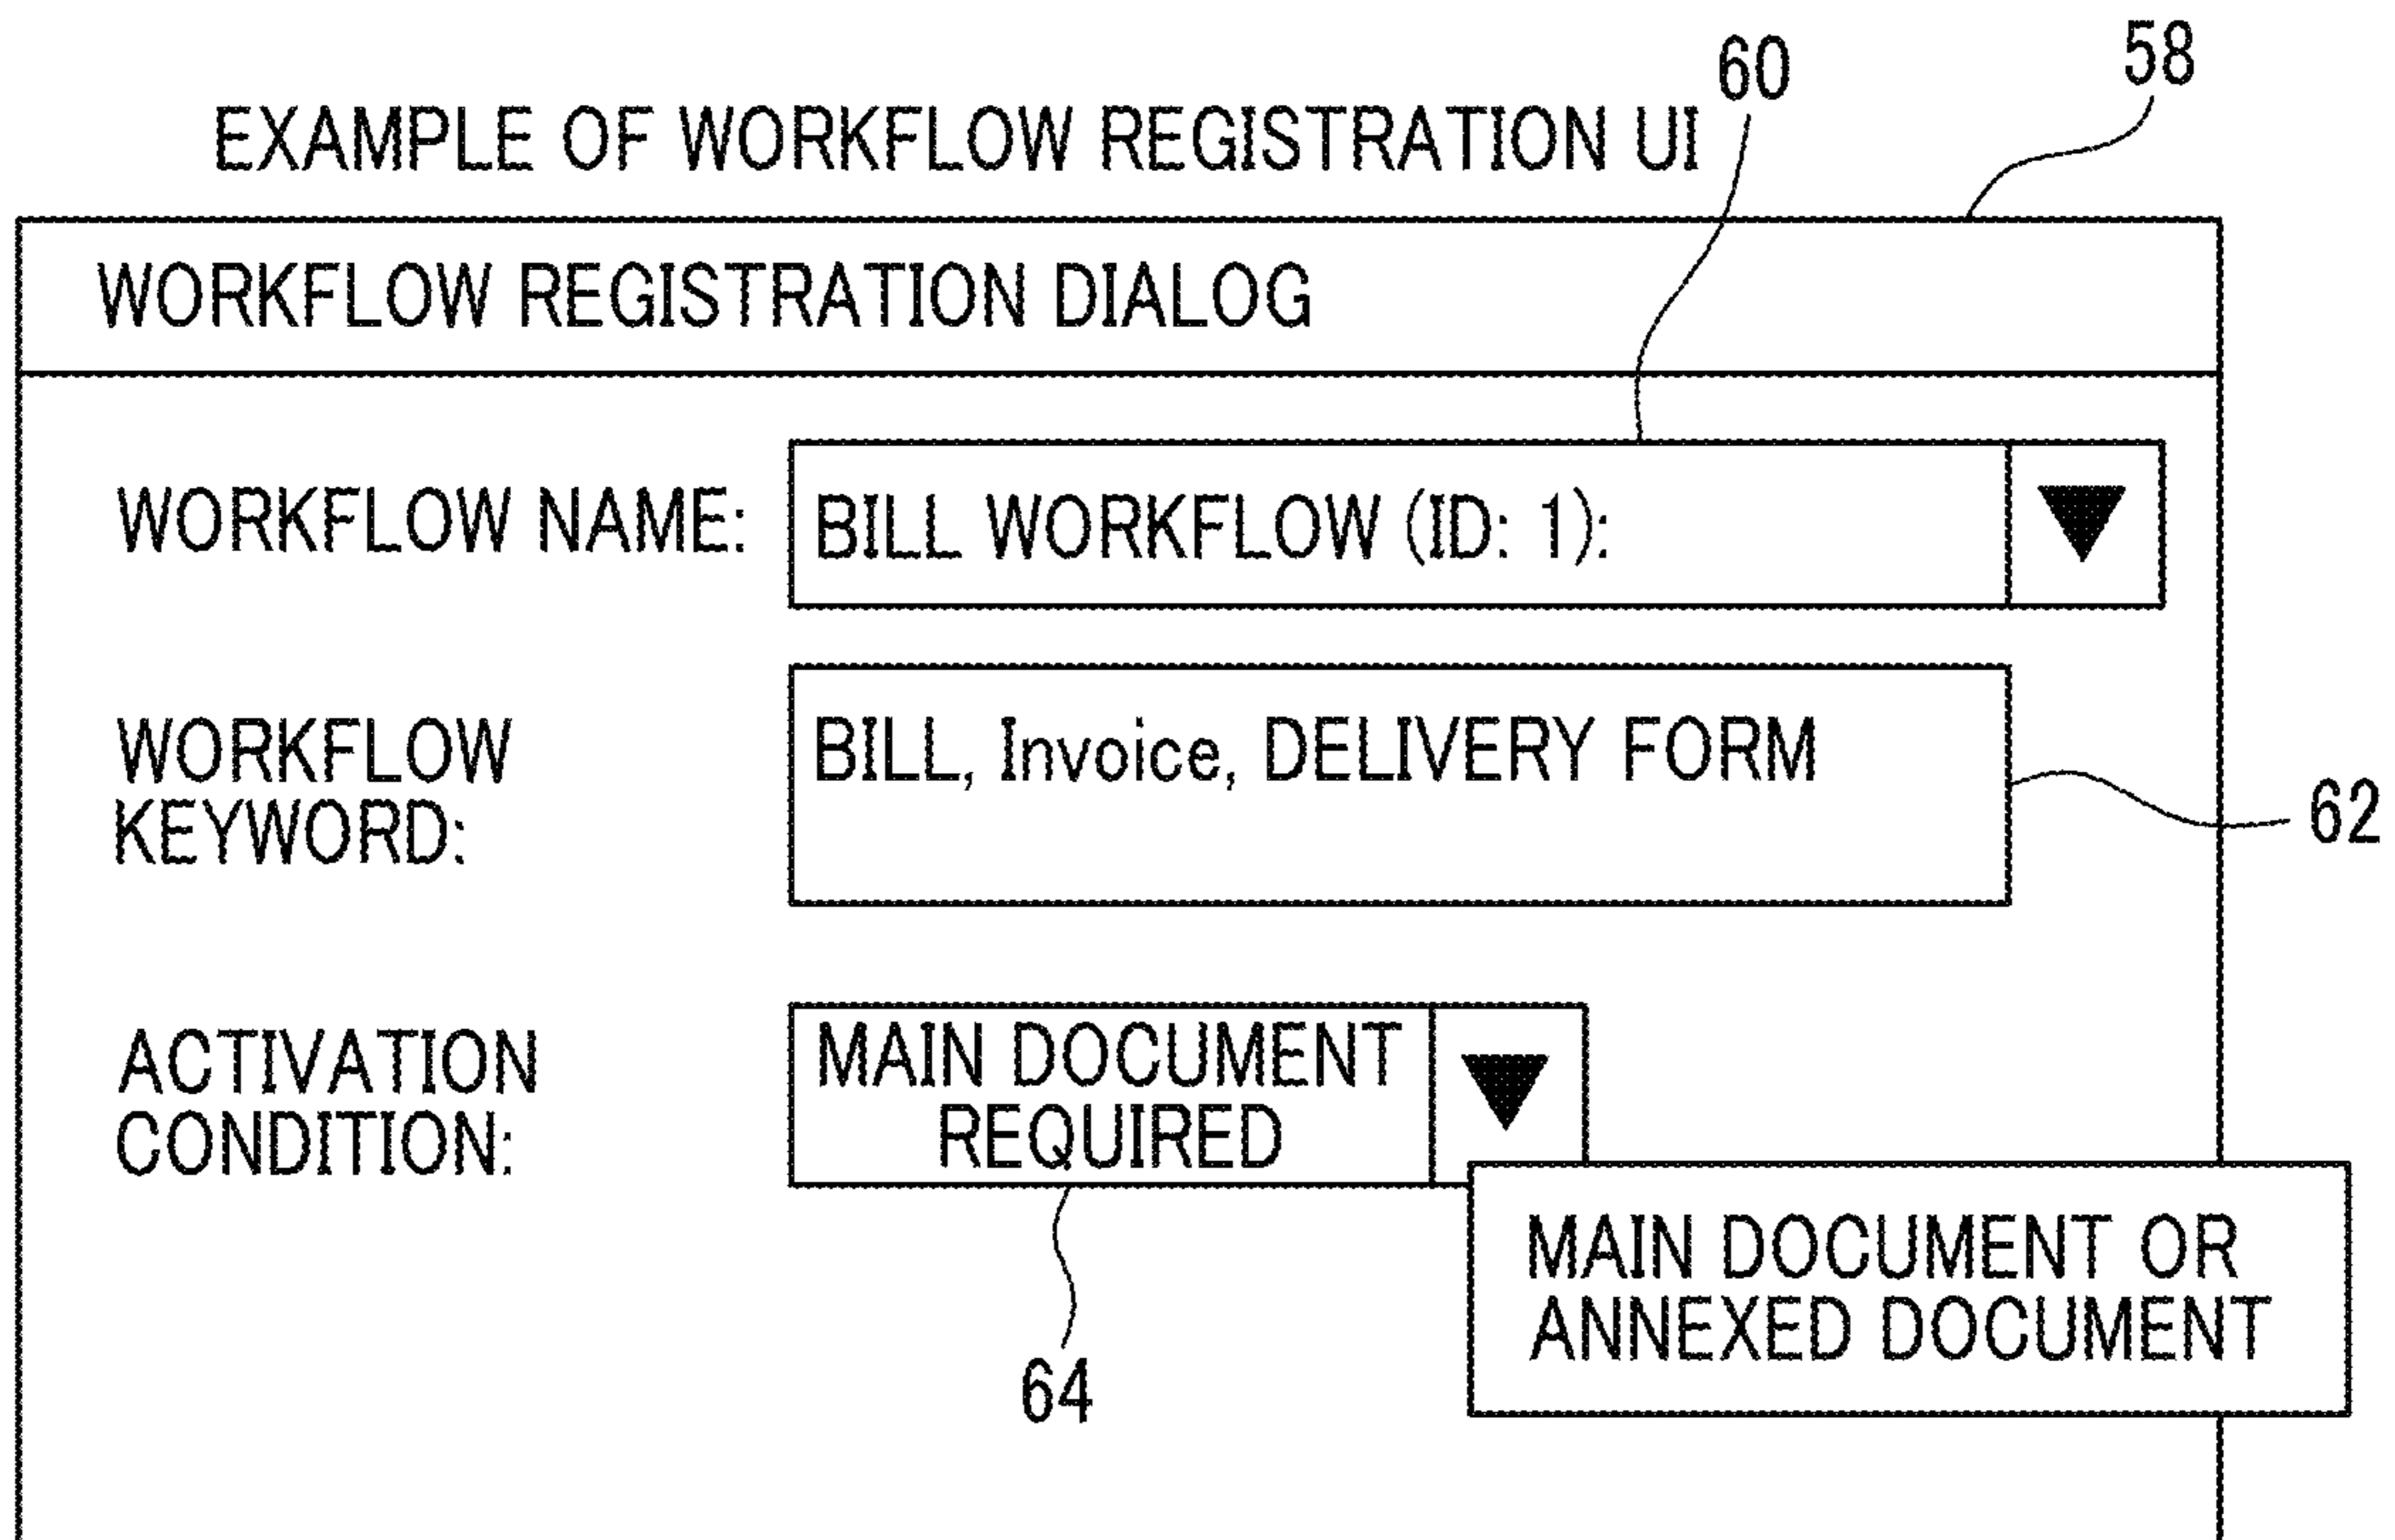 58
60
EXAMPLE OF WORKFLOW REGISTRATION UI
WORKFLOW REGISTRATION DIALOG
WORKFLOW NAME: BILL WORKFLOW (ID: 1):
WORKFLOW
KEYWORD:
BILL, Invoice, DELIVERY FORM
62
ACTIVATION
CONDITION:
MAIN DOCUMENT
REQUIRED
MAIN DOCUMENT OR
ANNEXED DOCUMENT
64